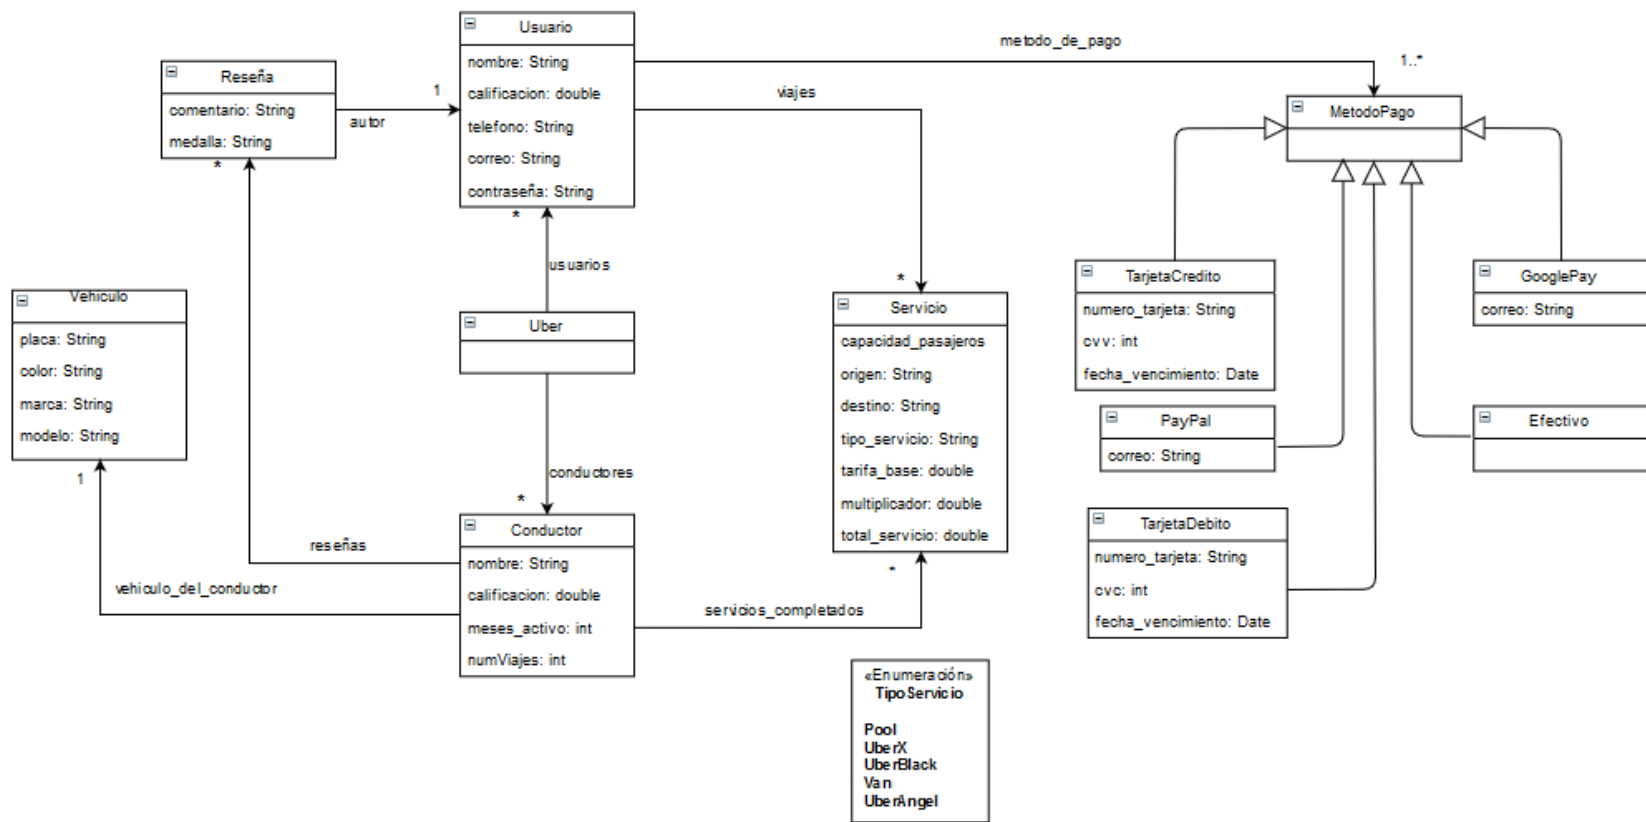 Usuario
nombre: String
calificacion: double
telefono: String
correo: String
contraseña: String
Reseña
comentario: String
medalla: String
1
autor
*
metodo_de_pago
1..*
viajes
*
MetodoPago
*
usuarios
Uber
conductores
*
Vehiculo
placa: String
color: String
marca: String
modelo: String
1
vehiculo_del_conductor
reseñas
Conductor
nombre: String
calificacion: double
meses_activo: int
numViajes: int
servicios_completados
*
Servicio
capacidad_pasajeros
origen: String
destino: String
tipo_servicio: String
tarifa_base: double
multiplicador: double
total_servicio: double
TarjetaCredito
numero_tarjeta: String
cvv: int
fecha_vencimiento: Date
GooglePay
correo: String
PayPal
correo: String
Efectivo
TarjetaDebito
numero_tarjeta: String
cvc: int
fecha_vencimiento: Date
«Enumeración»
TipoServicio
Pool
UberX
UberBlack
Van
UberAngel